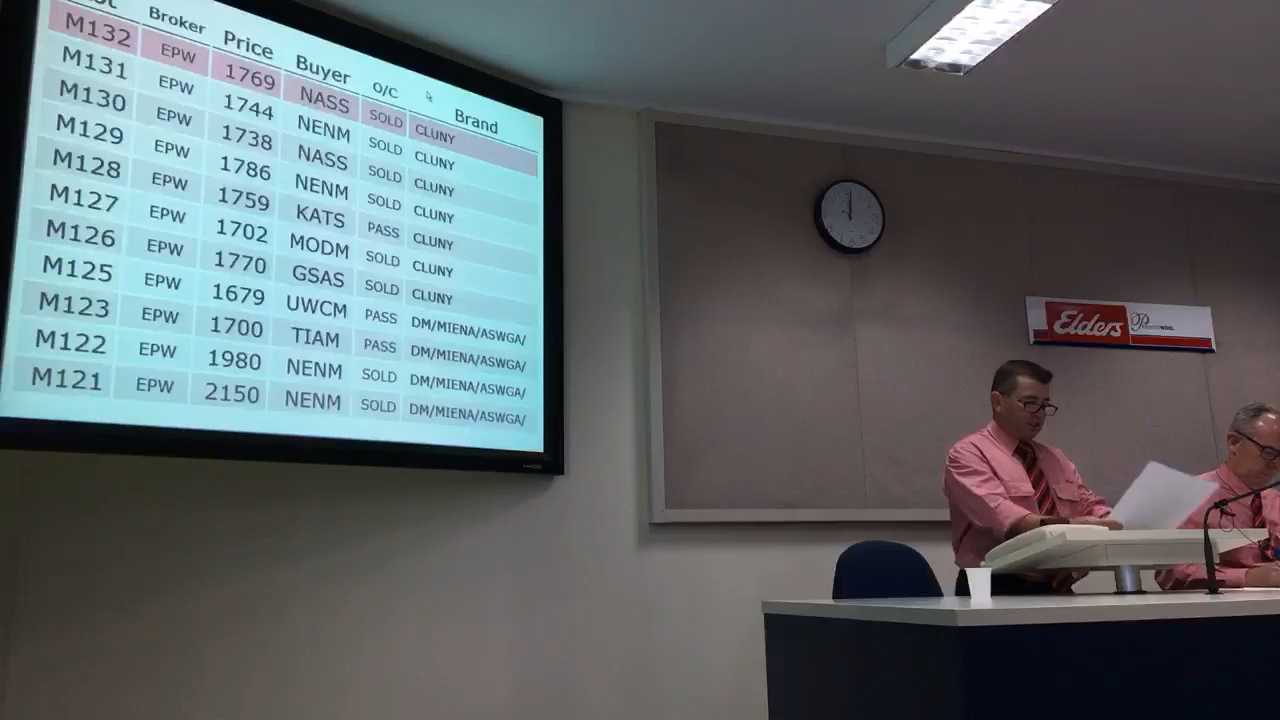 Broker Price Buyer O/C Brand
M132 EPW 1769 NASS SOLD CLUNY
M131 EPW 1744 NENM SOLD CLUNY
M130 EPW 1738 NASS SOLD CLUNY
M129 EPW 1786 NENM SOLD CLUNY
M128 EPW 1759 KATS PASS CLUNY
M127 EPW 1702 MODM SOLD CLUNY
M126 EPW 1770 GSAS SOLD CLUNY
M125 EPW 1679 UWCM PASS DM/MIENA/ASWGA/
M123 EPW 1700 TIAM PASS DM/MIENA/ASWGA/
M122 EPW 1980 NENM SOLD DM/MIENA/ASWGA/
M121 EPW 2150 NENM SOLD DM/MIENA/ASWGA/
Elders